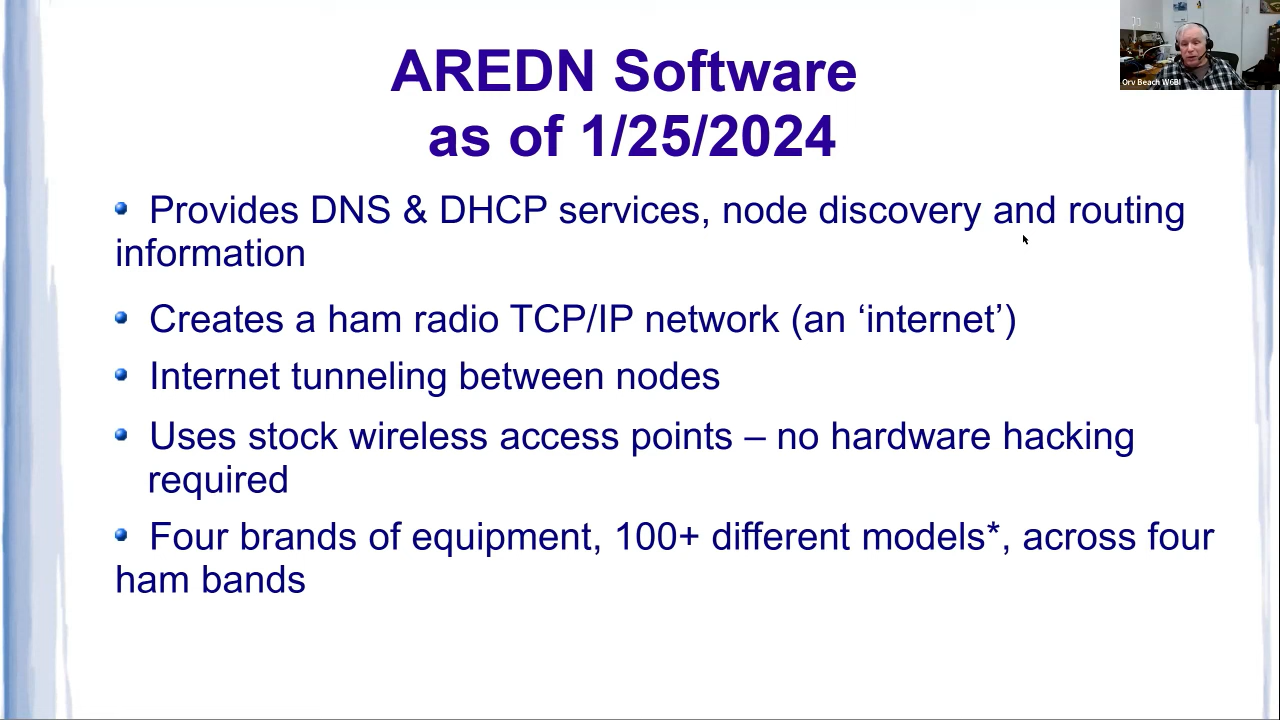 AREDN Software
as of 1/25/2024
Provides DNS & DHCP services, node discovery and routing
information
Creates a ham radio TCP/IP network (an ‘internet’)
Internet tunneling between nodes
Uses stock wireless access points – no hardware hacking
required
Four brands of equipment, 100+ different models*, across four
ham bands
Orv Beach W6BI